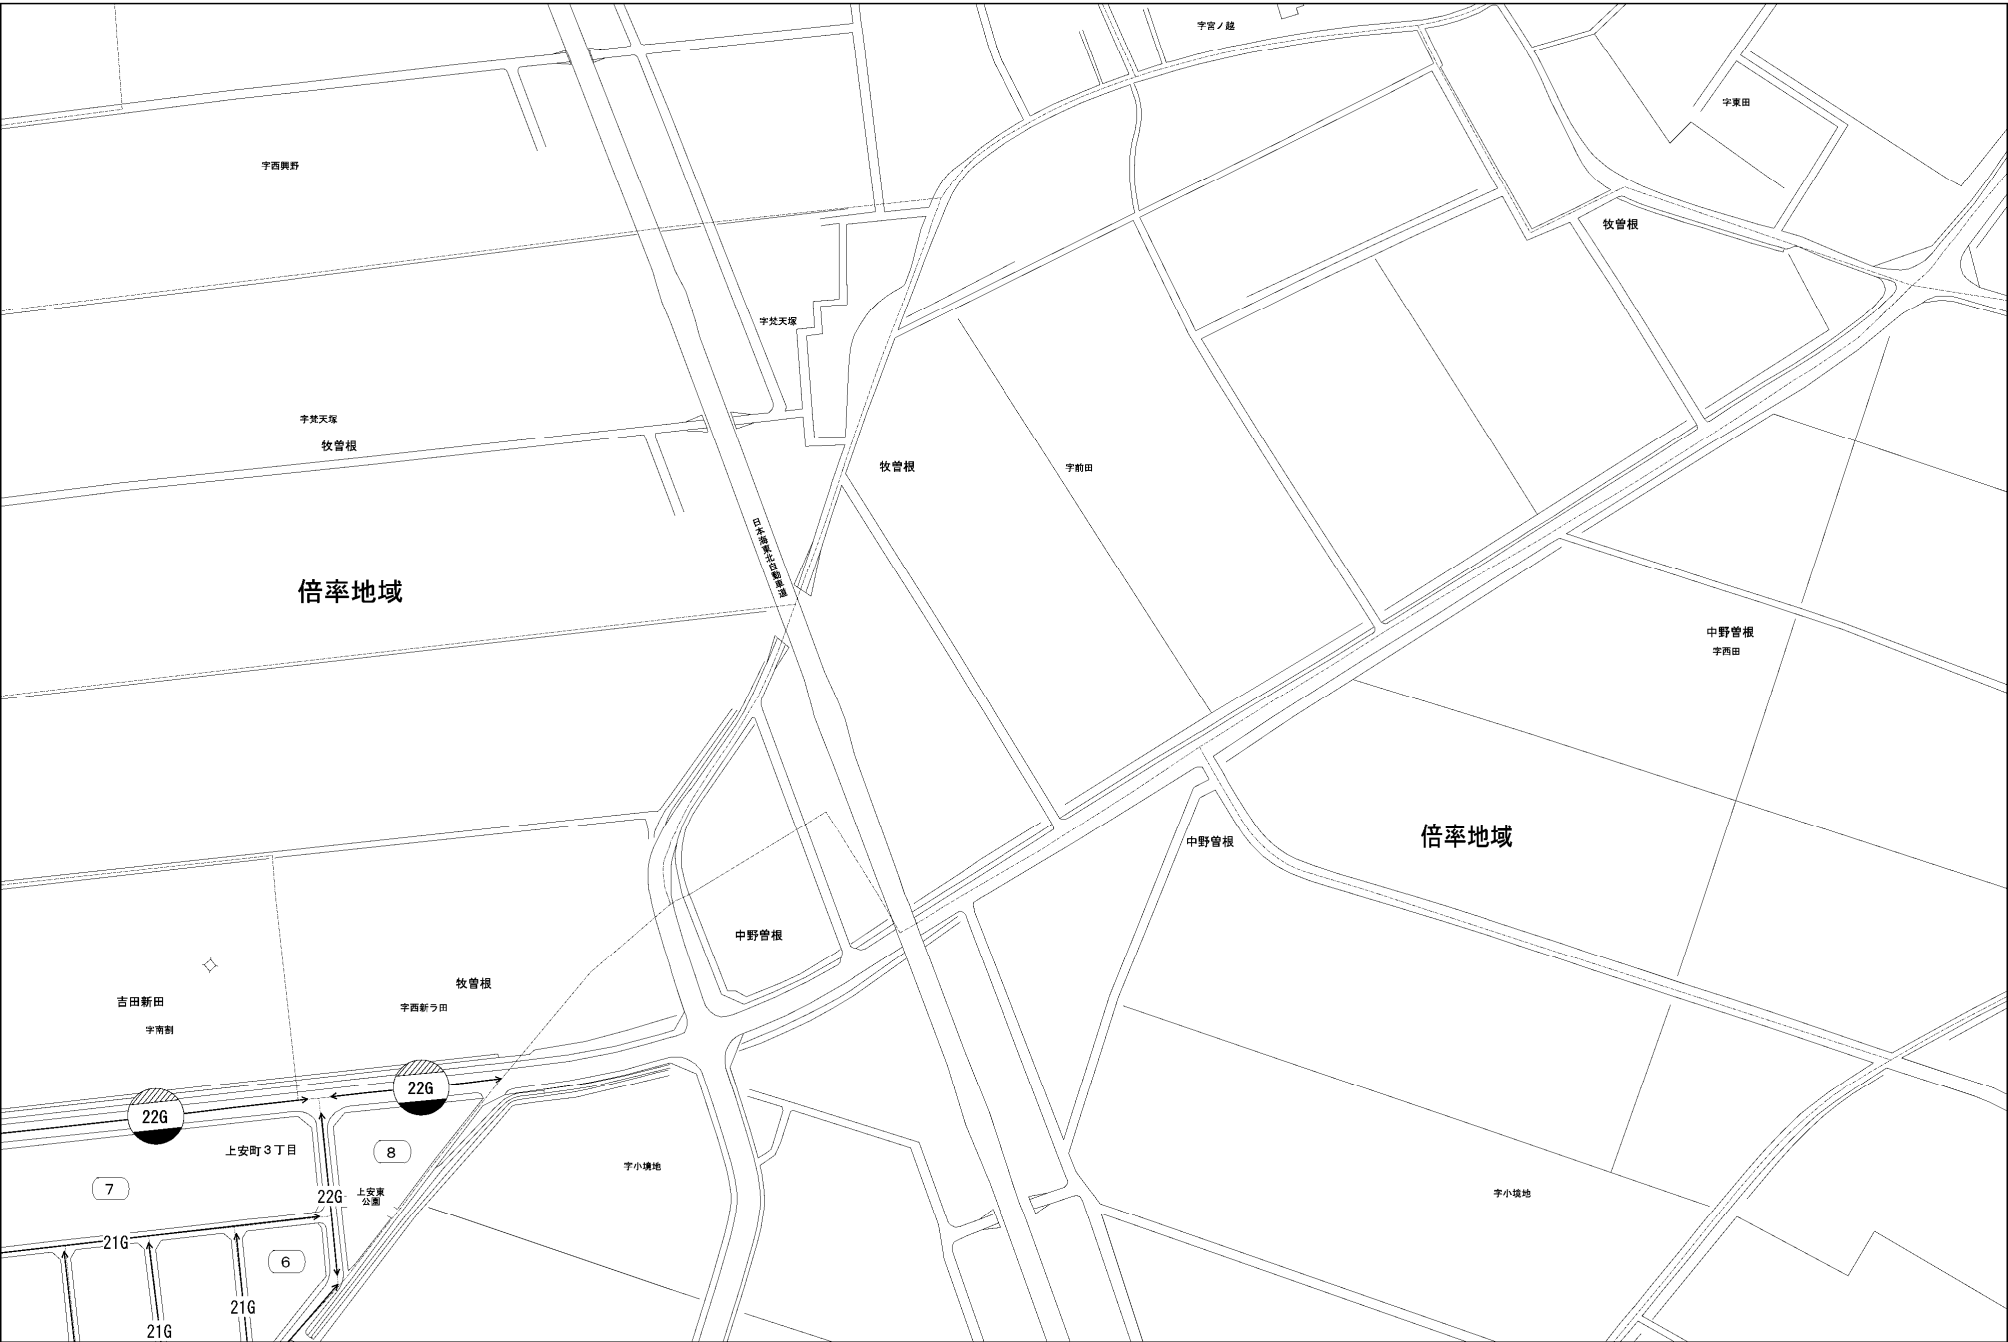 字宮ノ越
字東田
字西興野
牧曽根
字梵天塚
字梵天塚
牧曽根
牧曽根
字前田
日本海東北自動車道
倍率地域
中野曽根
字西田
倍率地域
中野曽根
中野曽根
牧曽根
吉田新田
字西新ラ田
字南割
22G
22G
上安町3丁目
8
字小境地
7
22G
上安東
公園
字小境地
21G
6
21G
21G